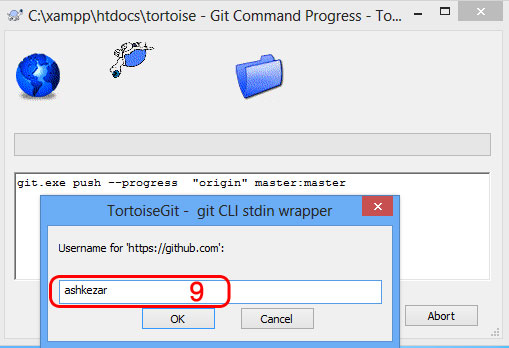 C:\xampp\htdocs\tortoise - Git Command Progress - To...
git.exe push --progress  "origin" master:master
TortoiseGit -  git CLI stdin wrapper
Username for 'https://github.com':
ashkezar 9
OK Cancel
Abort